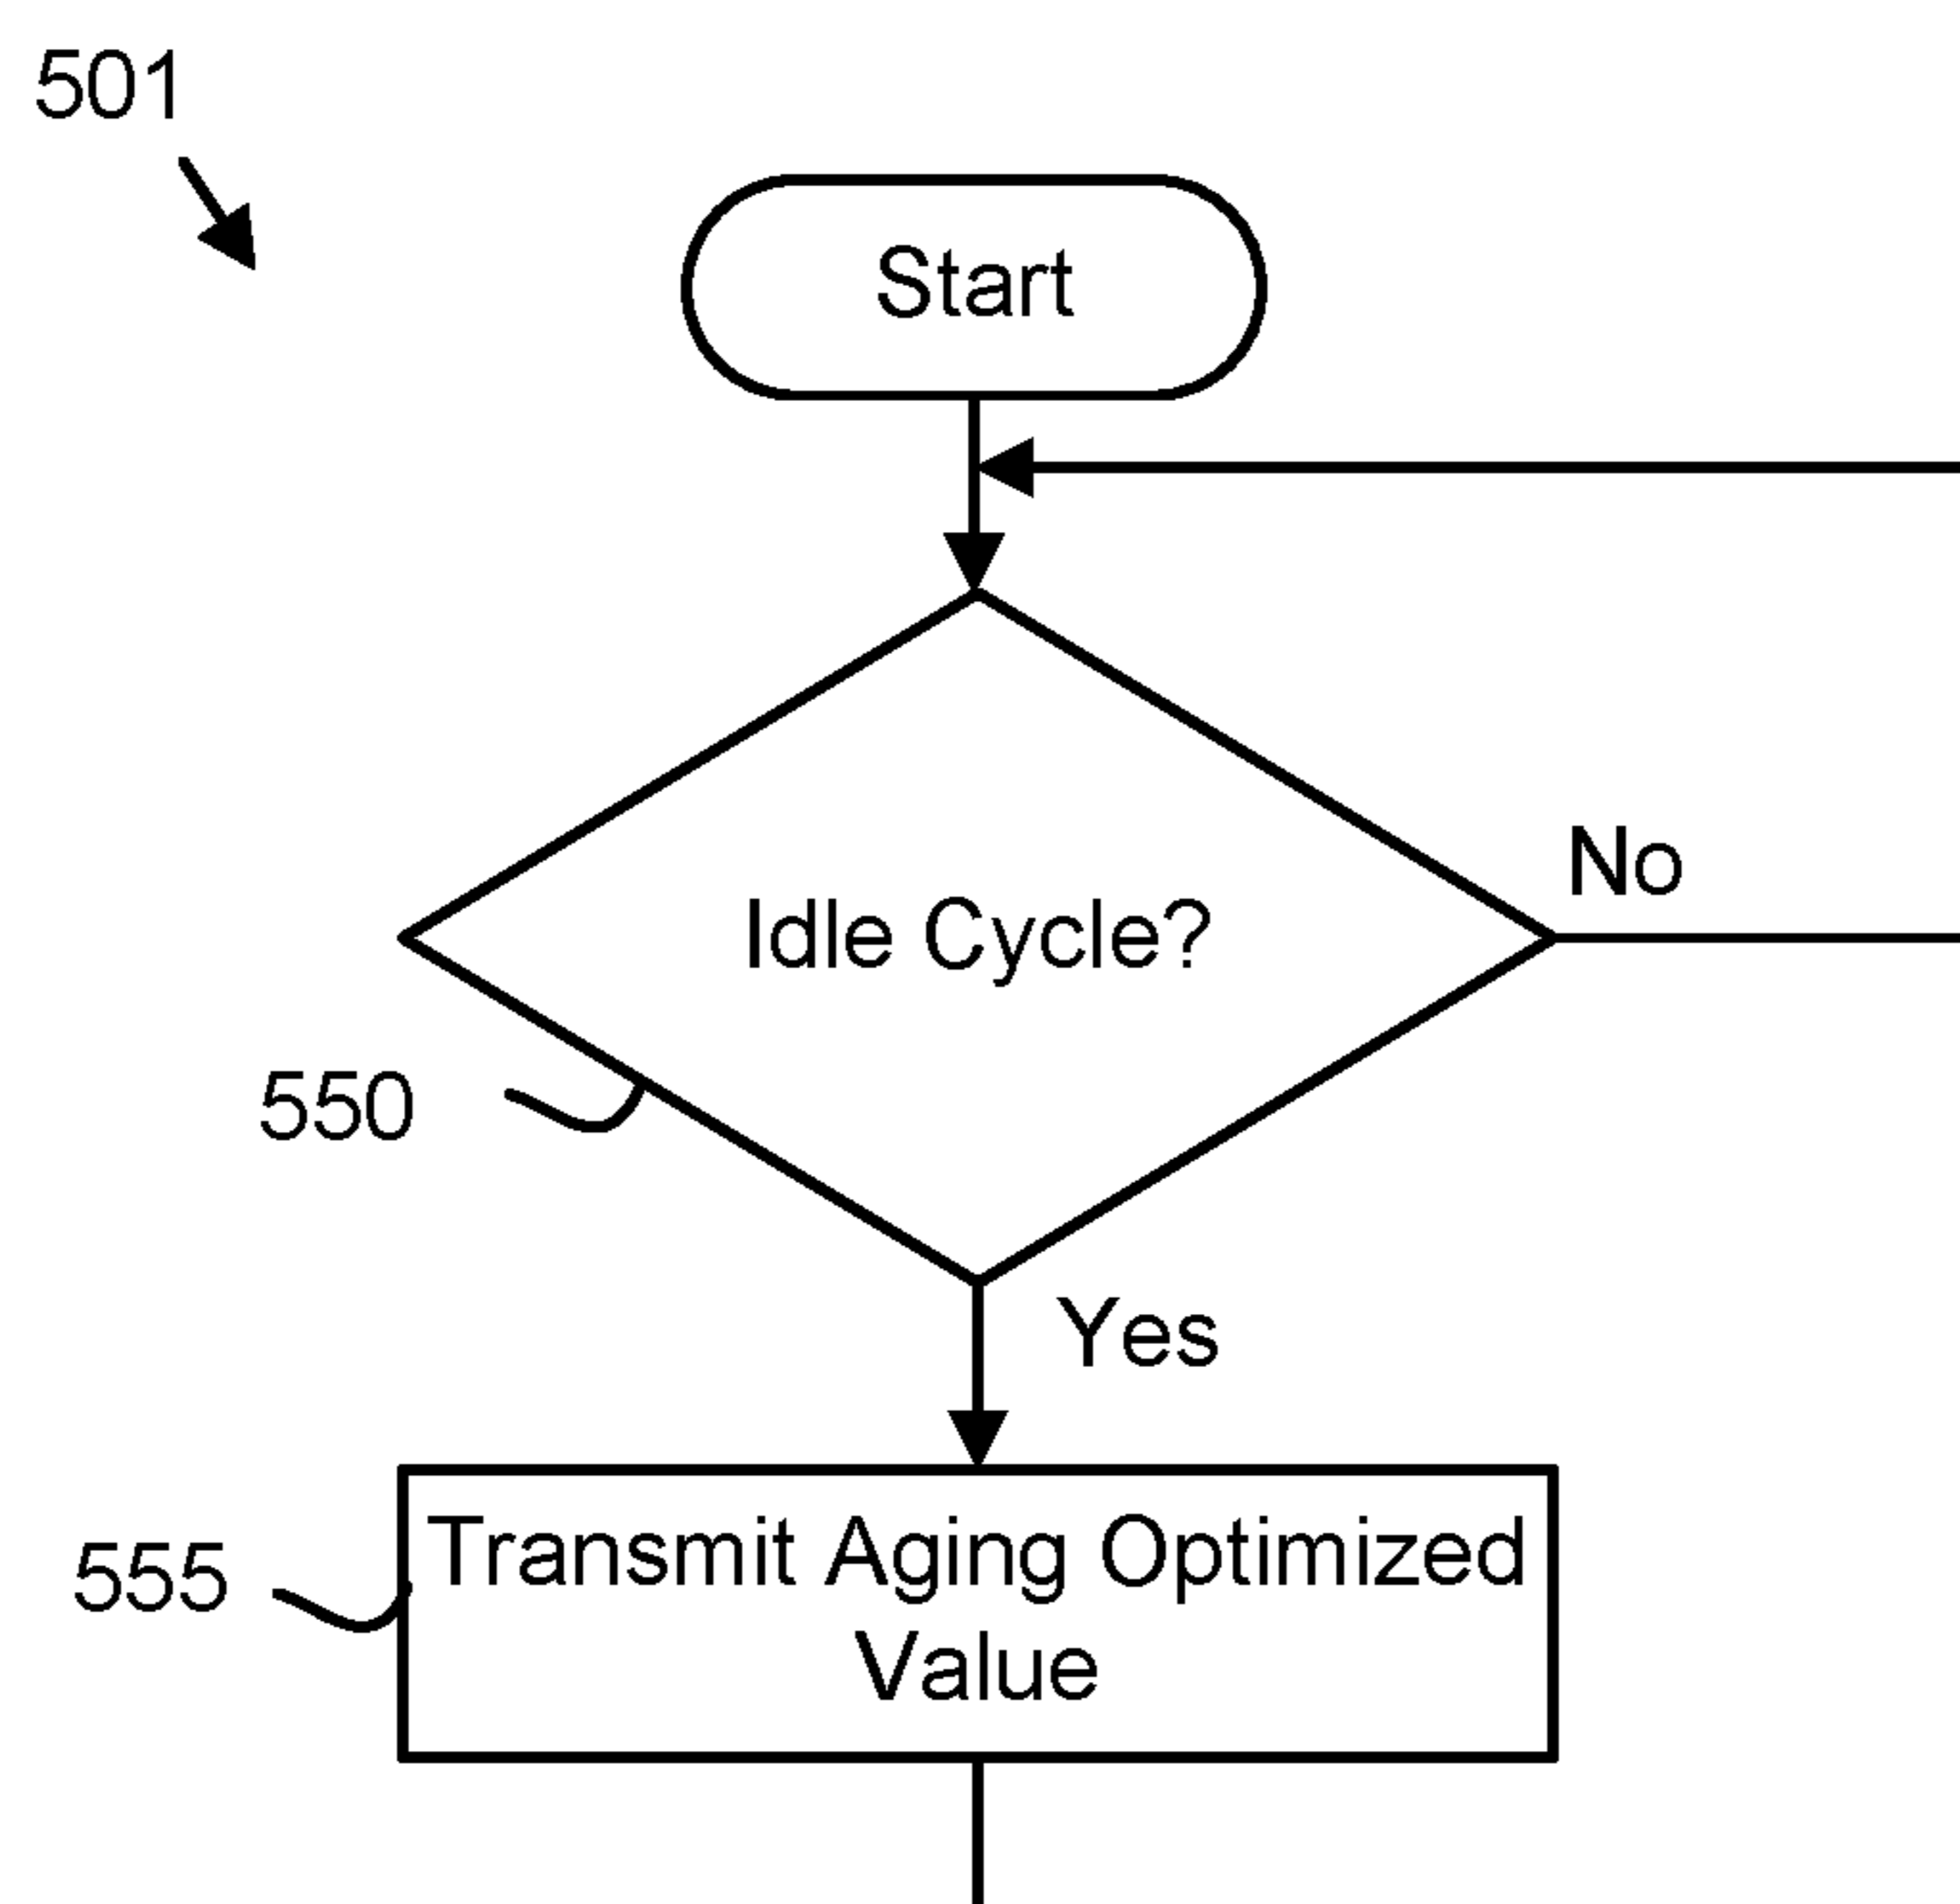 501
Start
Idle Cycle?
No
550
Yes
555
Transmit Aging Optimized
Value